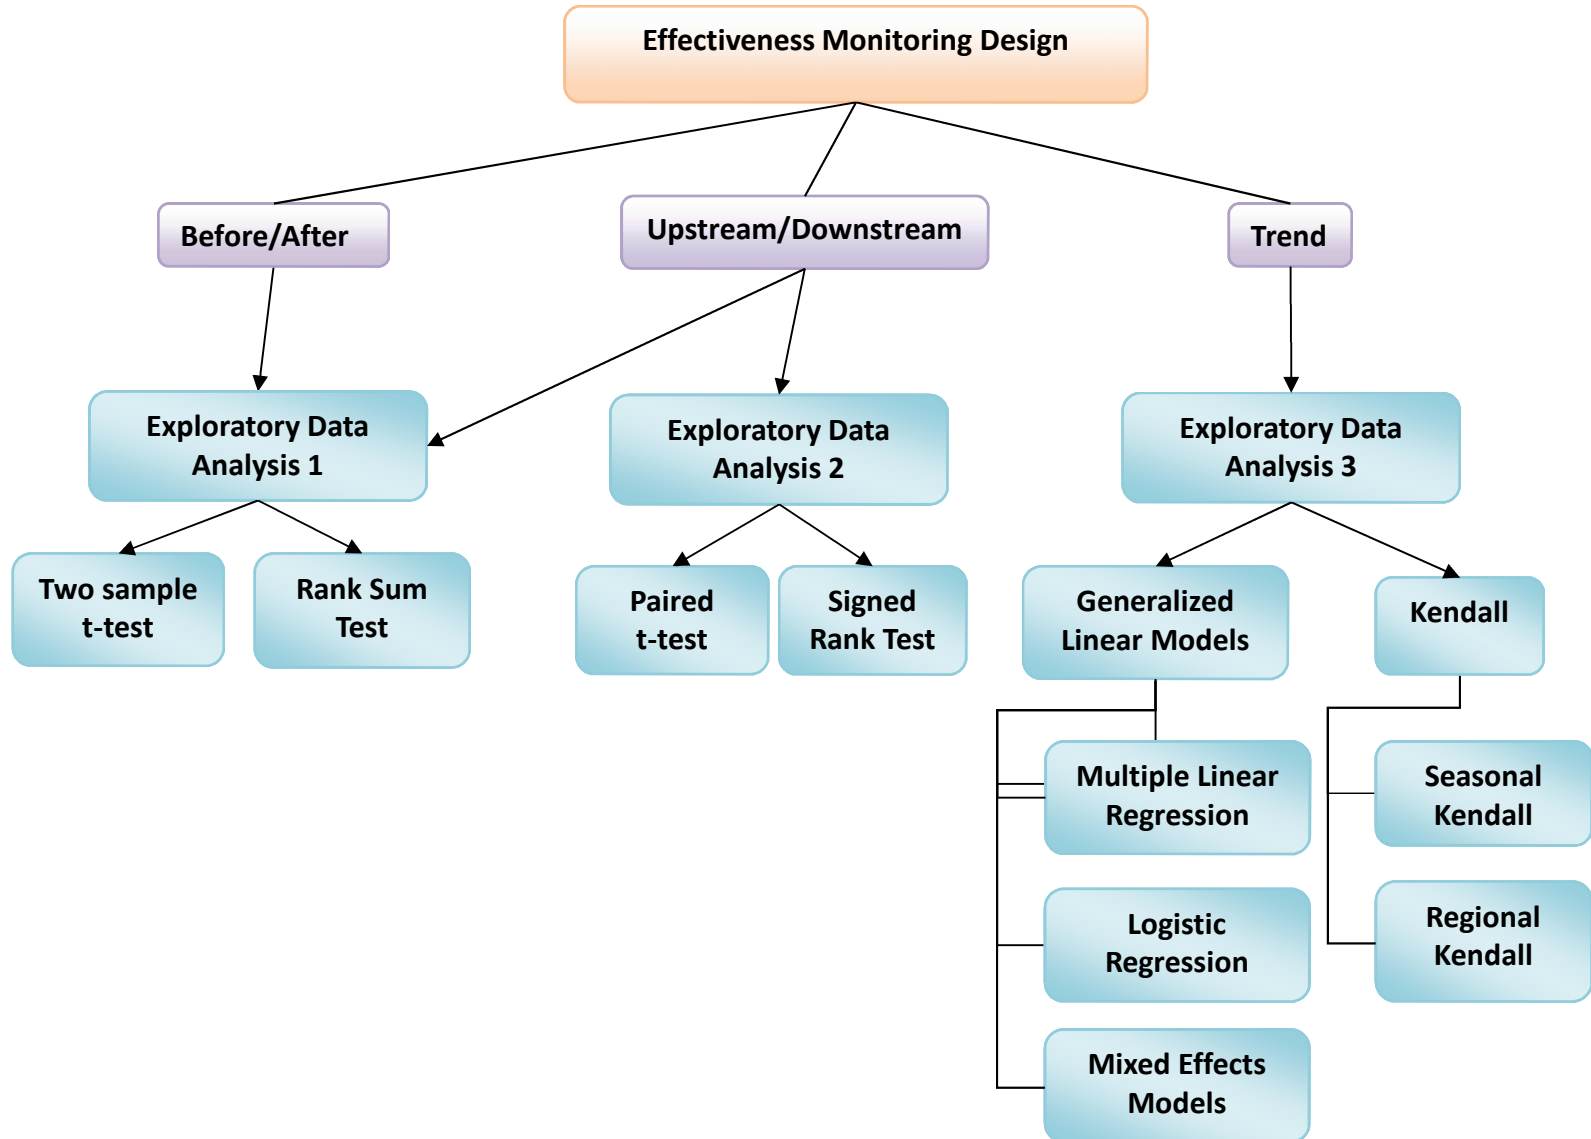 Effectiveness Monitoring Design
Before/After
Upstream/Downstream
Trend
Exploratory Data
Analysis 1
Exploratory Data
Analysis 2
Exploratory Data
Analysis 3
Two sample
t-test
Rank Sum
Test
Paired
t-test
Signed
Rank Test
Generalized
Linear Models
Kendall
Multiple Linear
Regression
Seasonal
Kendall
Logistic
Regression
Regional
Kendall
Mixed Effects
Models